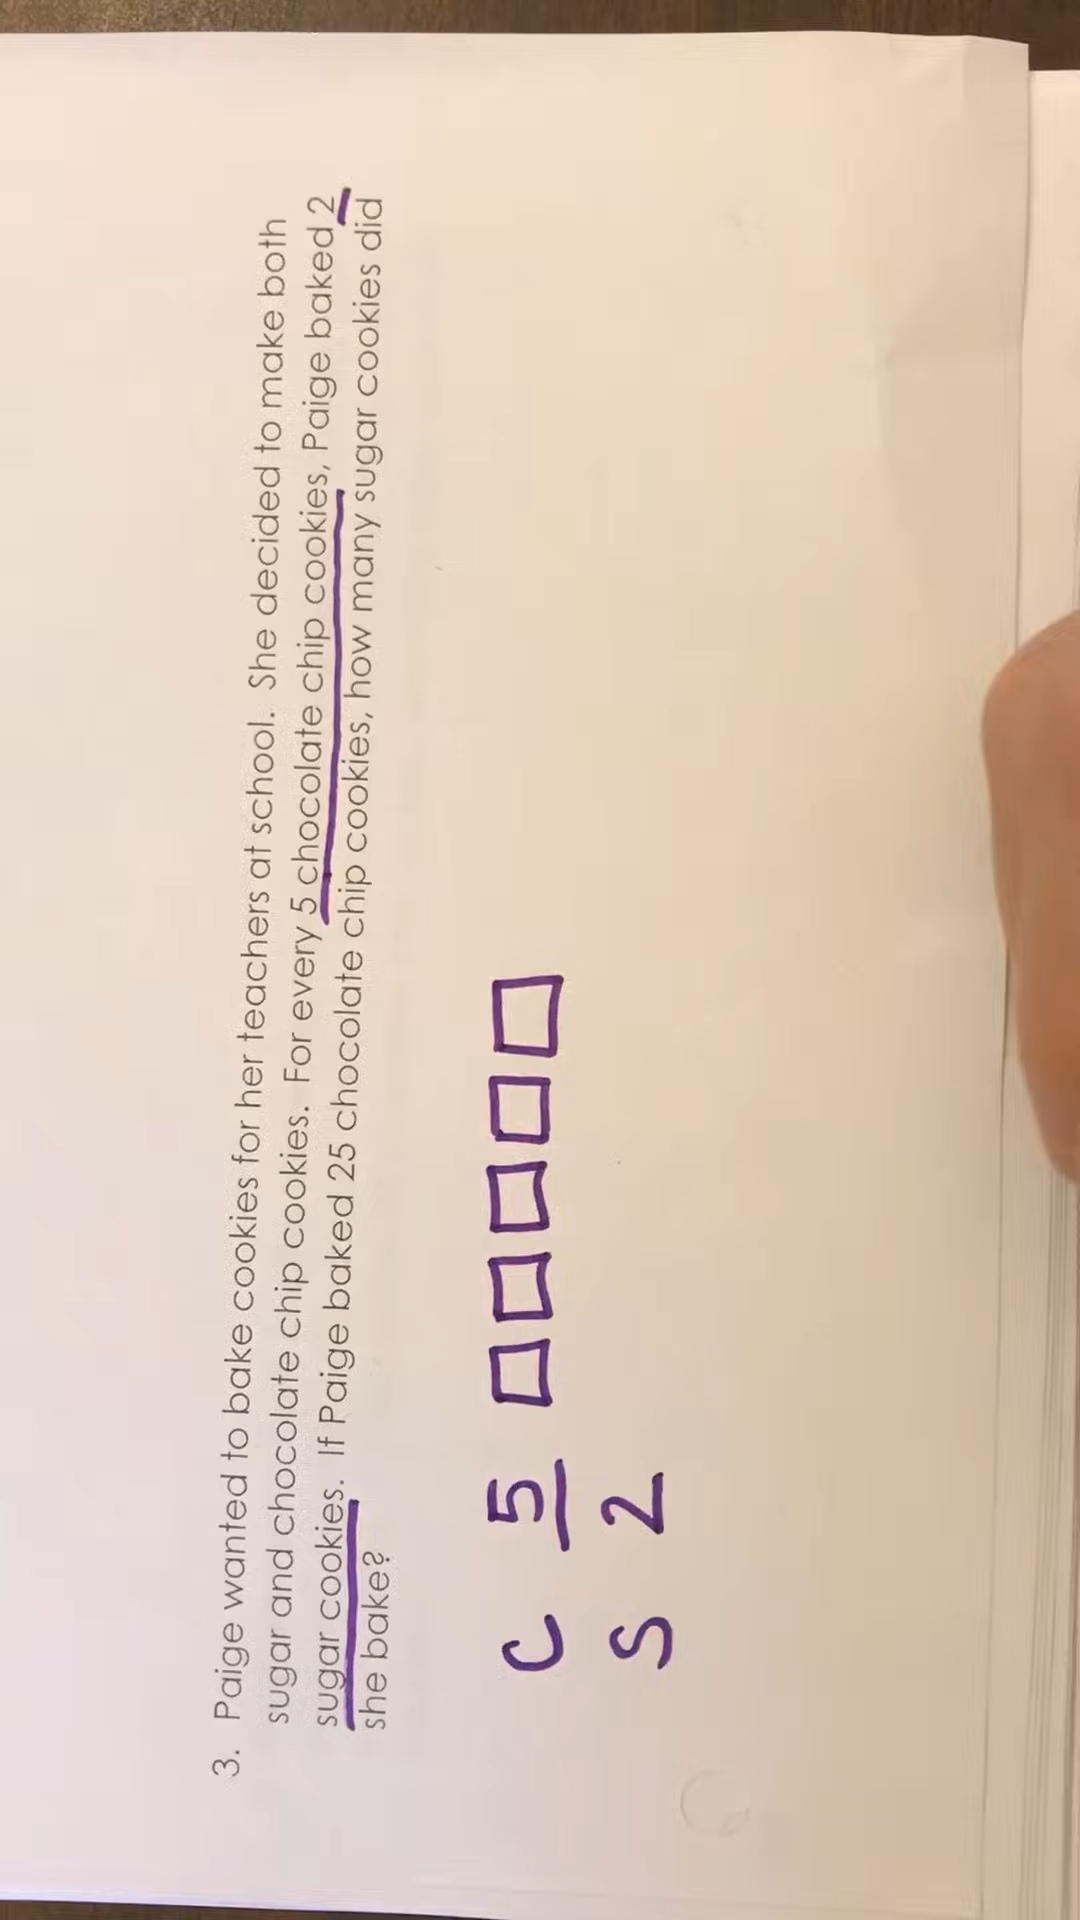 3. Paige wanted to bake cookies for her teachers at school. She decided to make both
sugar and chocolate chip cookies. For every 5 chocolate chip cookies, Paige baked 2
sugar cookies. If Paige baked 25 chocolate chip cookies, how many sugar cookies did
she bake?
C 5
S 2